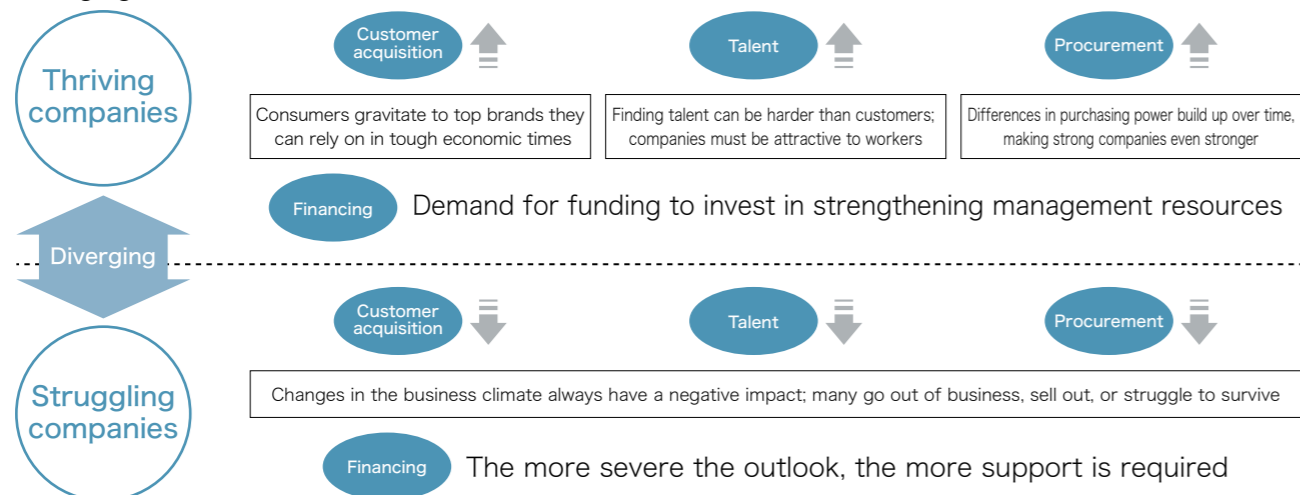 Customer
acquisition
Talent
Procurement
Thriving
companies
Consumers gravitate to top brands they
can rely on in tough economic times
Finding talent can be harder than customers;
companies must be attractive to workers
Differences in purchasing power build up over time,
making strong companies even stronger
Financing
Demand for funding to invest in strengthening management resources
Diverging
Customer
acquisition
Talent
Procurement
Struggling
companies
Changes in the business climate always have a negative impact; many go out of business, sell out, or struggle to survive
Financing
The more severe the outlook, the more support is required